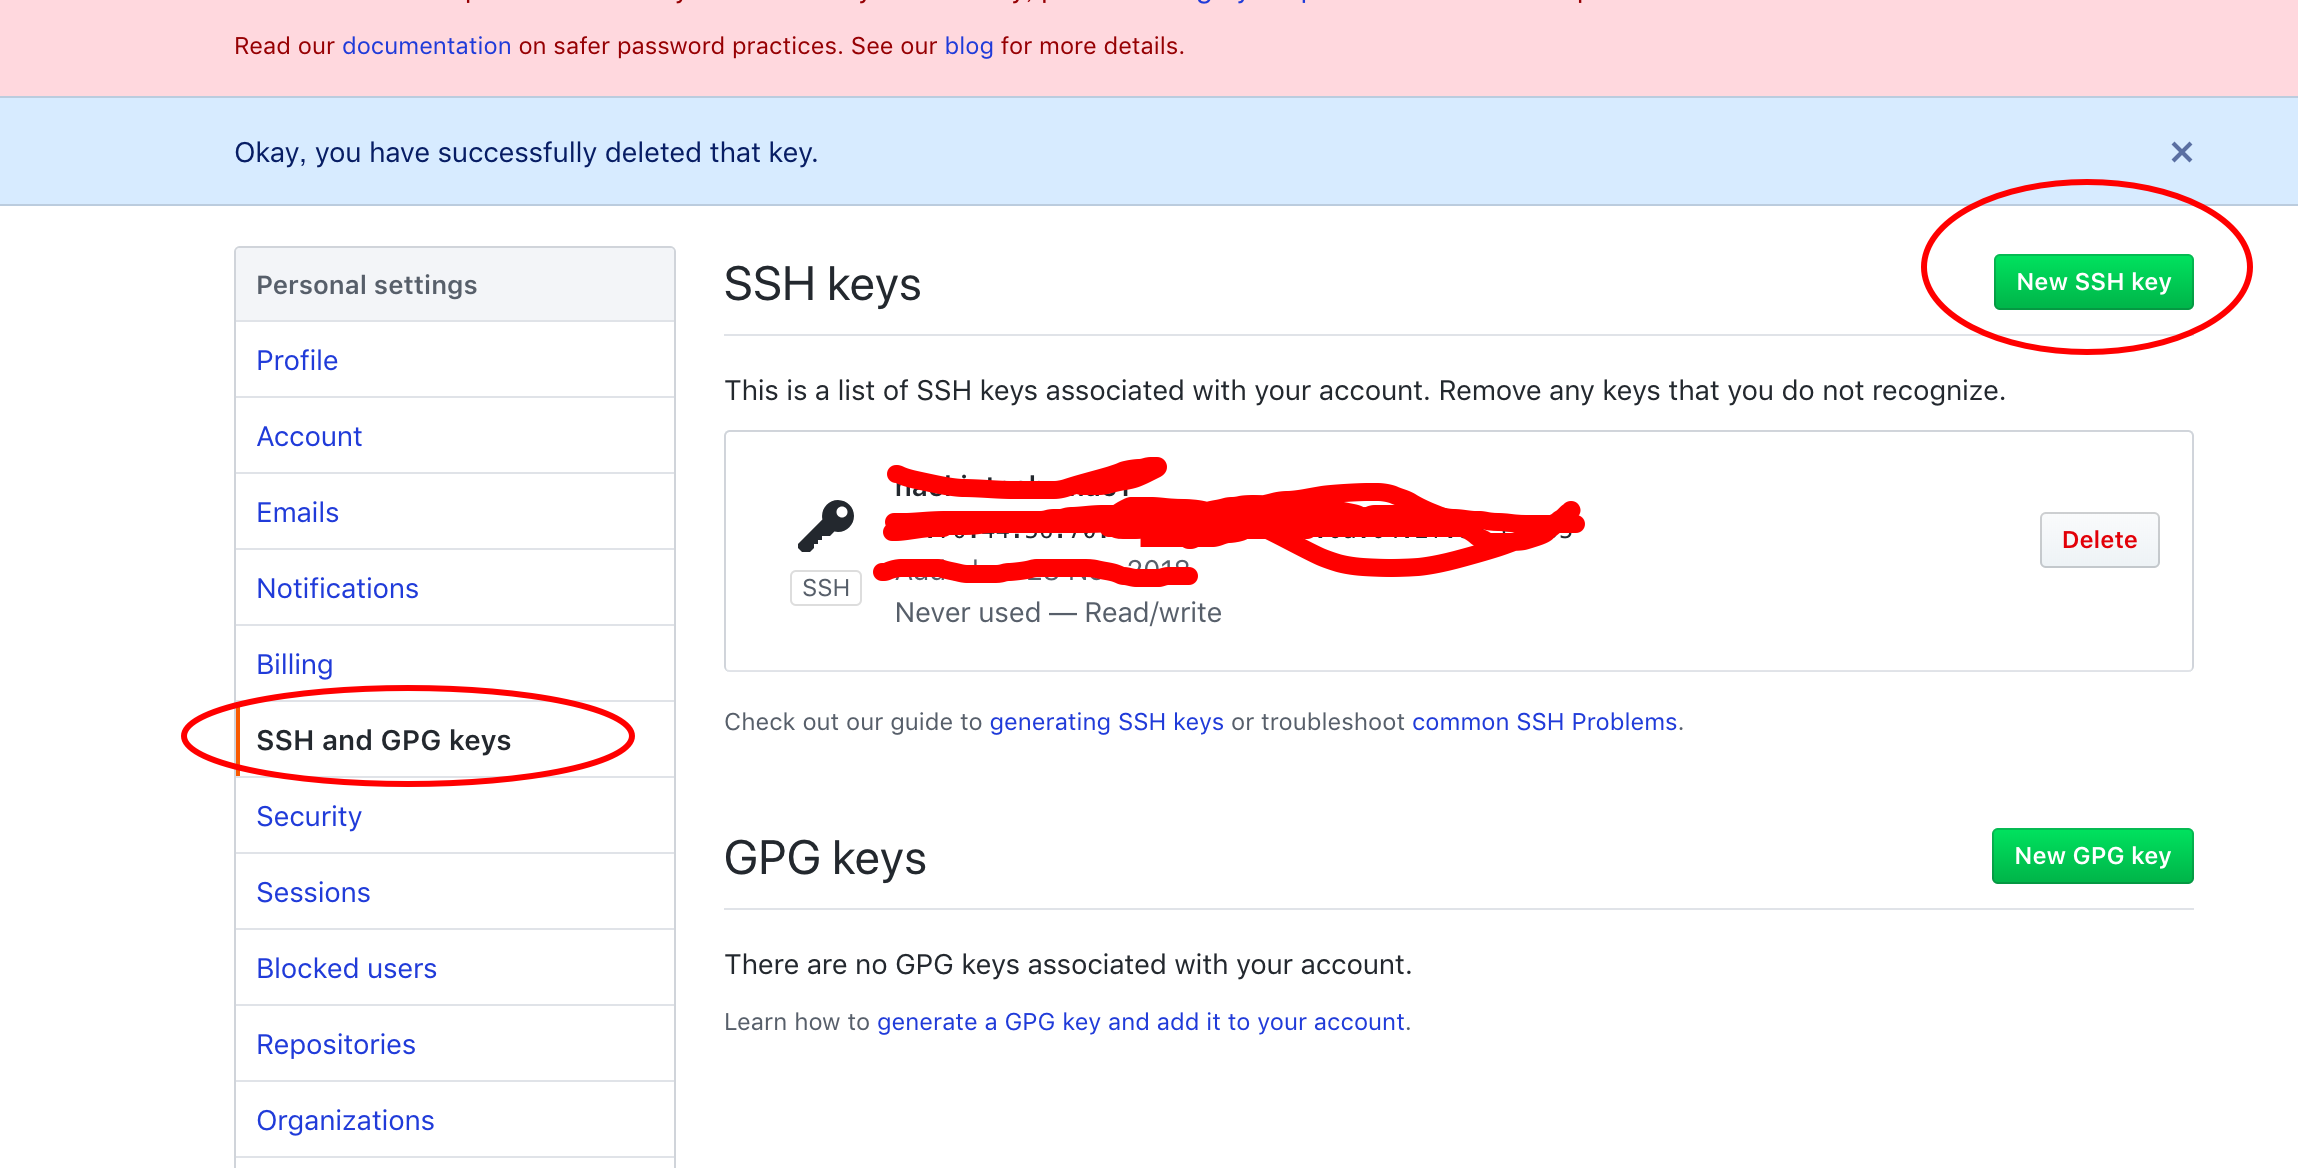 Read our documentation on safer password practices. See our blog for more details.
Okay, you have successfully deleted that key.
Personal settings
Profile
Account
Emails
Notifications
Billing
SSH and GPG keys
Security
Sessions
Blocked users
Repositories
Organizations
SSH keys
New SSH key
This is a list of SSH keys associated with your account. Remove any keys that you do not recognize.
SSH
2018
Never used — Read/write
Delete
Check out our guide to generating SSH keys or troubleshoot common SSH Problems.
GPG keys
New GPG key
There are no GPG keys associated with your account.
Learn how to generate a GPG key and add it to your account.